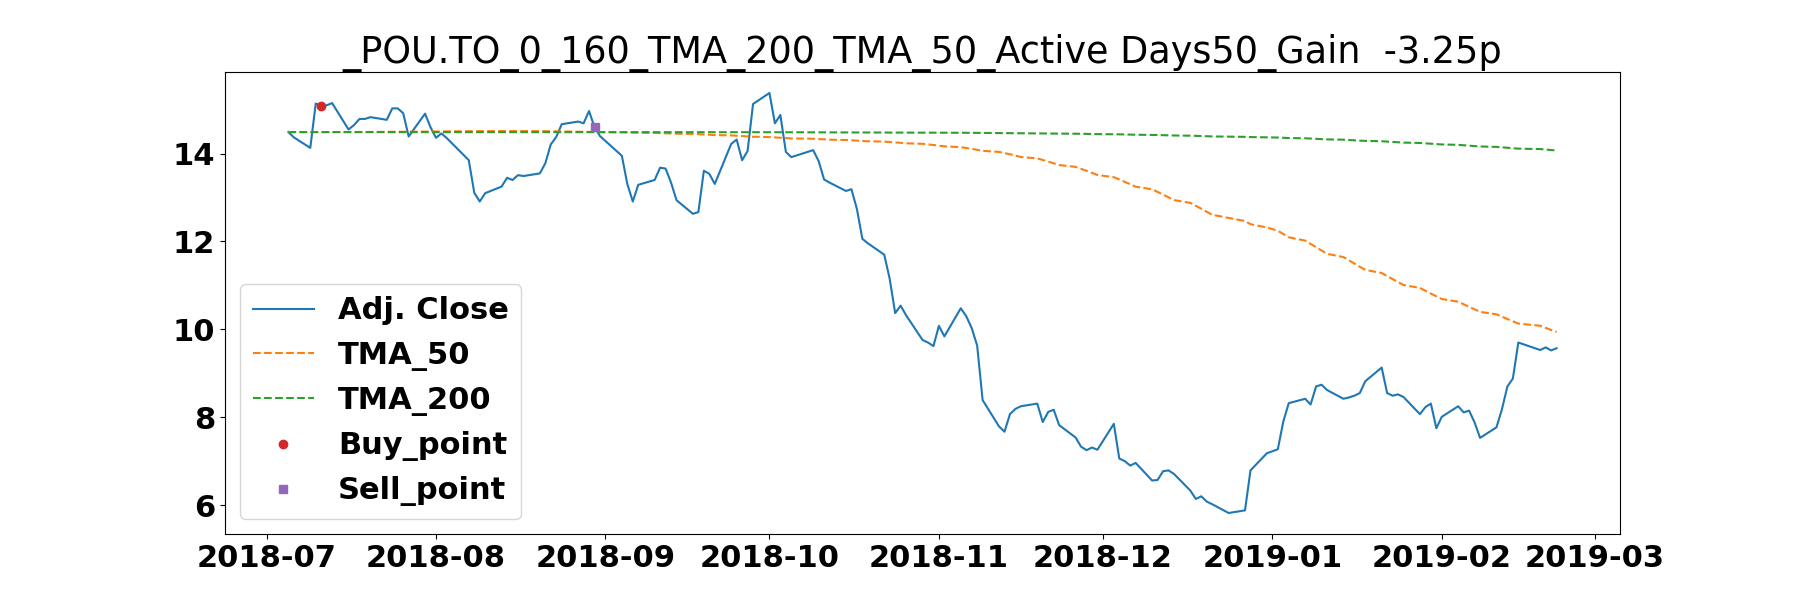 _POU.TO_0_160_TMA_200_TMA_50_Active Days50_Gain  -3.25p
14
12
10
8
6
Adj. Close
TMA_50
TMA_200
Buy_point
Sell_point
2018-07 2018-08 2018-09 2018-10 2018-11 2018-12 2019-01 2019-02 2019-03